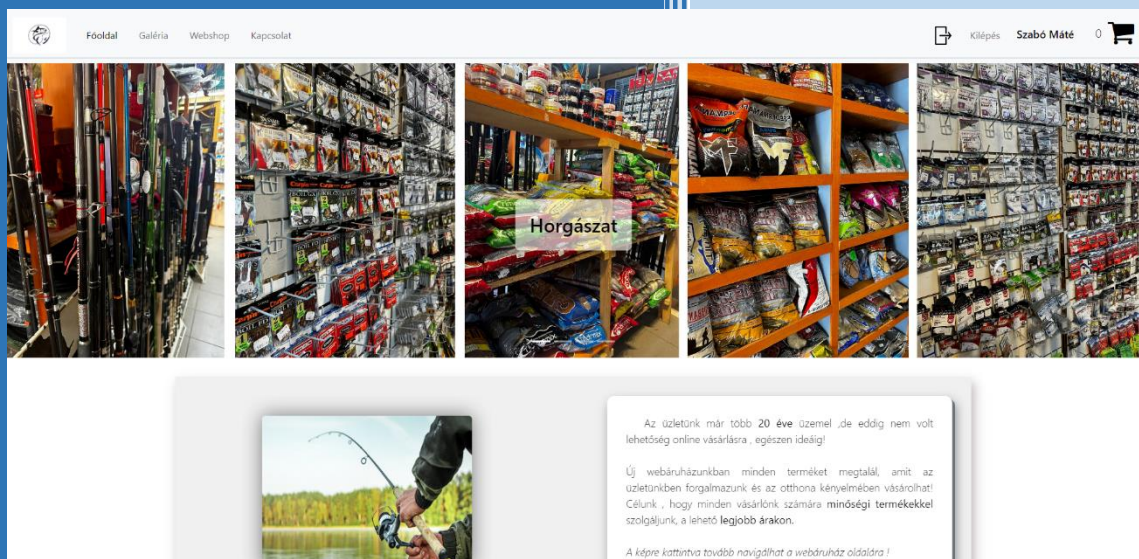 Főoldal Galéria Webshop Kapcsolat Kilépés Szabó Máté 0
Horgászat
Az üzletünk már több 20 éve üzemel ,de eddig nem volt
lehetőség online vásárlásra , egészen ideáig!
Új webáruházunkban minden terméket megtalál, amit az
üzletünkben forgalmazunk és az otthona kényelmében vásárolhat!
Célunk , hogy minden vásárlónk számára minőségi termékekkel
szolgáljunk, a lehető legjobb árakon.
A képre kattintva tovább navigálhat a webáruház oldalára !